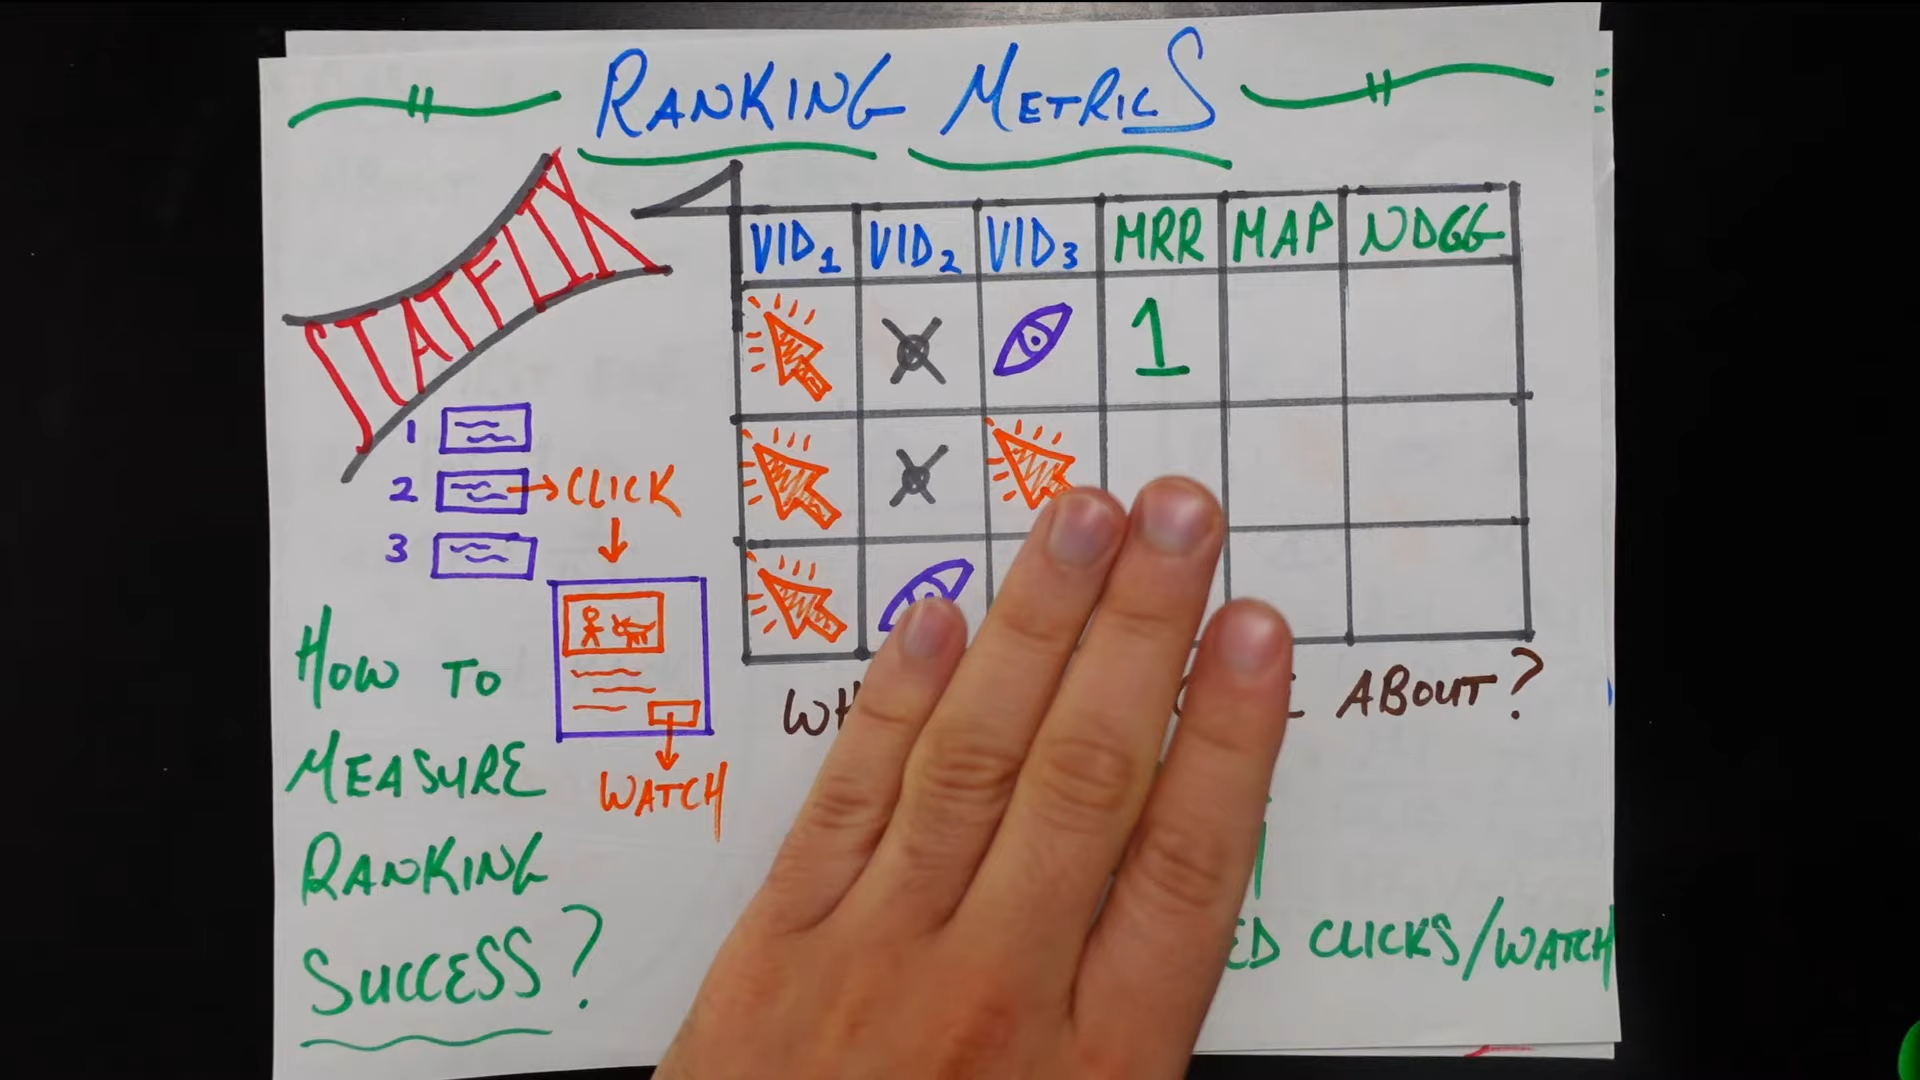 RANKING METRICS
STATFLIX
VID1 VID2 VID3 MRR MAP NDGG
1
1
2 → CLICK
3
WATCH
HOW TO
MEASURE
RANKING
SUCCESS?
ABOUT?
CLICKS/WATCH